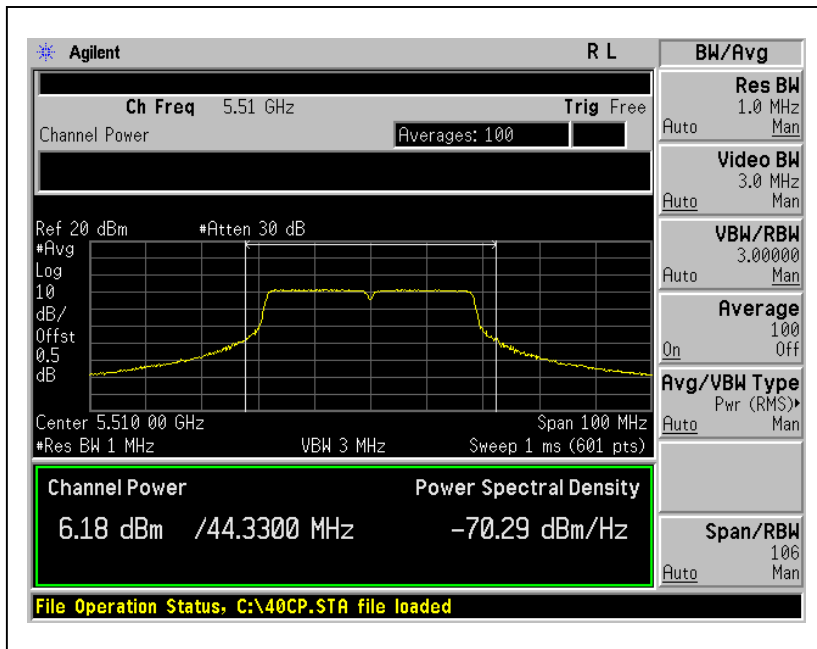 Agilent R L
Ch Freq 5.51 GHz Trig Free
Channel Power Averages: 100
Ref 20 dBm #Atten 30 dB
#Avg
Log
10
dB/
Offst
0.5
dB
Center 5.510 00 GHz Span 100 MHz
#Res BW 1 MHz VBW 3 MHz Sweep 1 ms (601 pts)
Channel Power Power Spectral Density
6.18 dBm /44.3300 MHz -70.29 dBm/Hz
File Operation Status, C:\40CP.STA file loaded
BW/Avg
Res BW
1.0 MHz
Auto Man
Video BW
3.0 MHz
Auto Man
VBW/RBW
3.00000
Auto Man
Average
100
On Off
Avg/VBW Type
Pwr (RMS)▸
Auto Man
Span/RBW
106
Auto Man